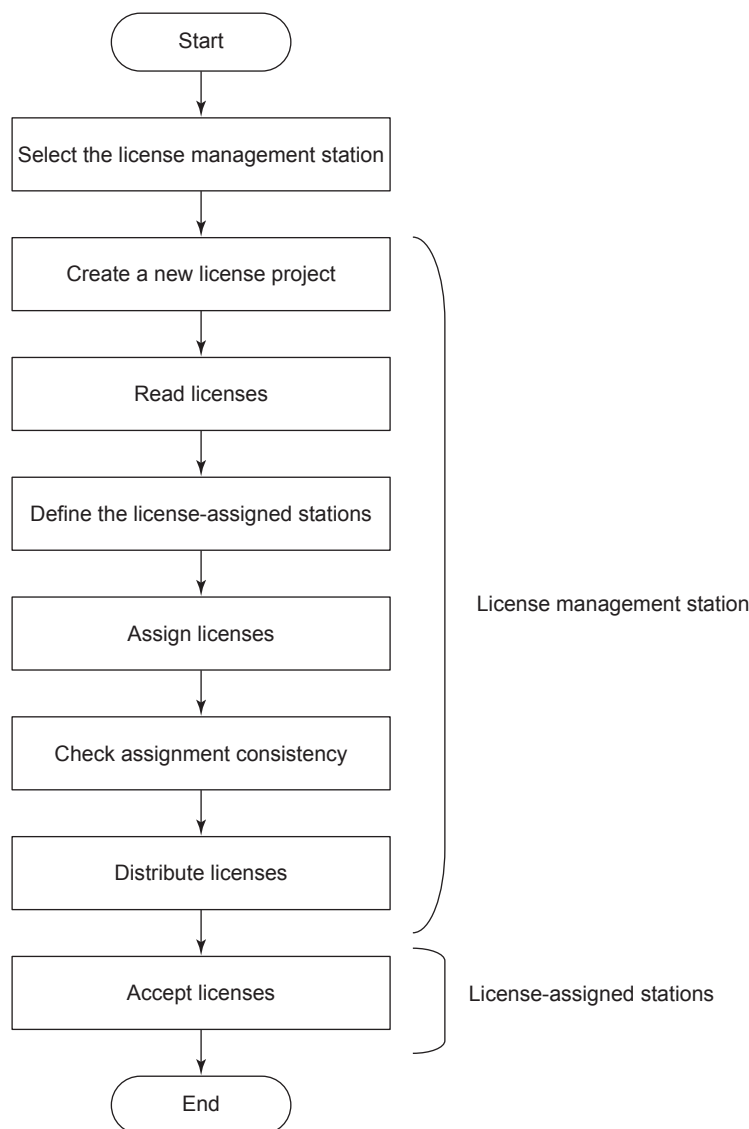 Start
Select the license management station
Create a new license project
Read licenses
Define the license-assigned stations
Assign licenses
License management station
Check assignment consistency
Distribute licenses
Accept licenses
License-assigned stations
End